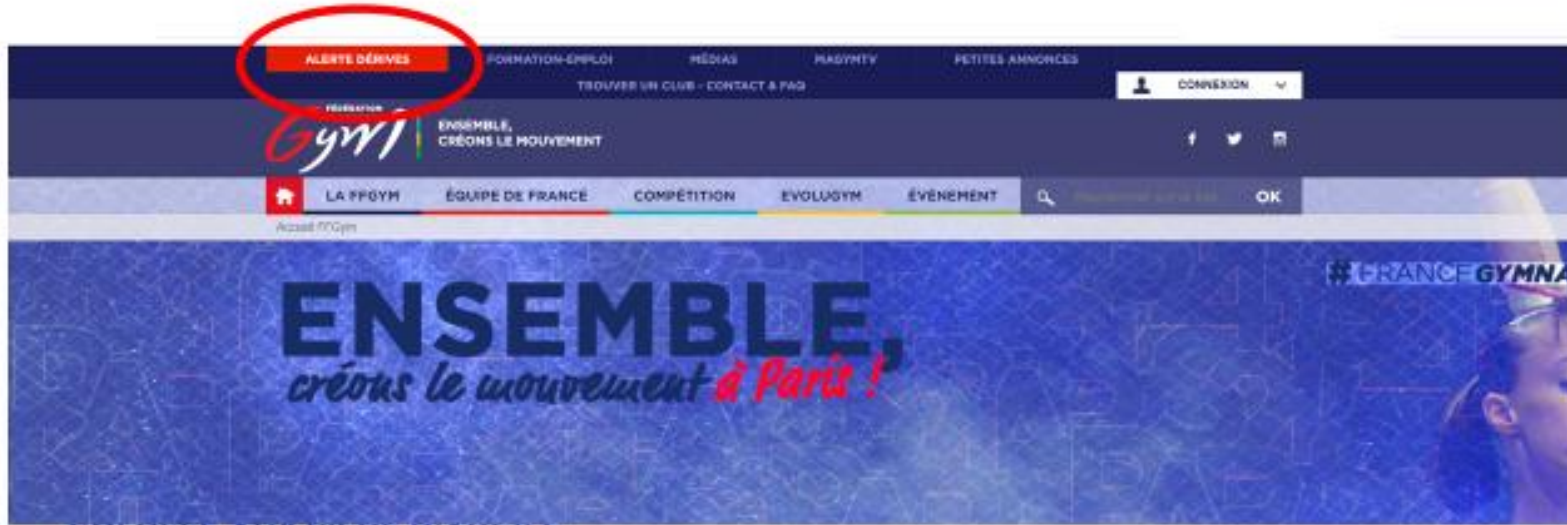 ALERTE DÉRIVES
FORMATION-EMPLOI
MÉDIAS
MAGYMTV
PETITES ANNONCES
TROUVER UN CLUB - CONTACT & FAQ
CONNEXION
FÉDÉRATION
Gym
ENSEMBLE,
CRÉONS LE MOUVEMENT
LA FFGYM
ÉQUIPE DE FRANCE
COMPÉTITION
EVOLUGYM
ÉVÉNEMENT
OK
Accueil FFGym
#FRANCEGYMNA
ENSEMBLE,
créons le mouvement à Paris !